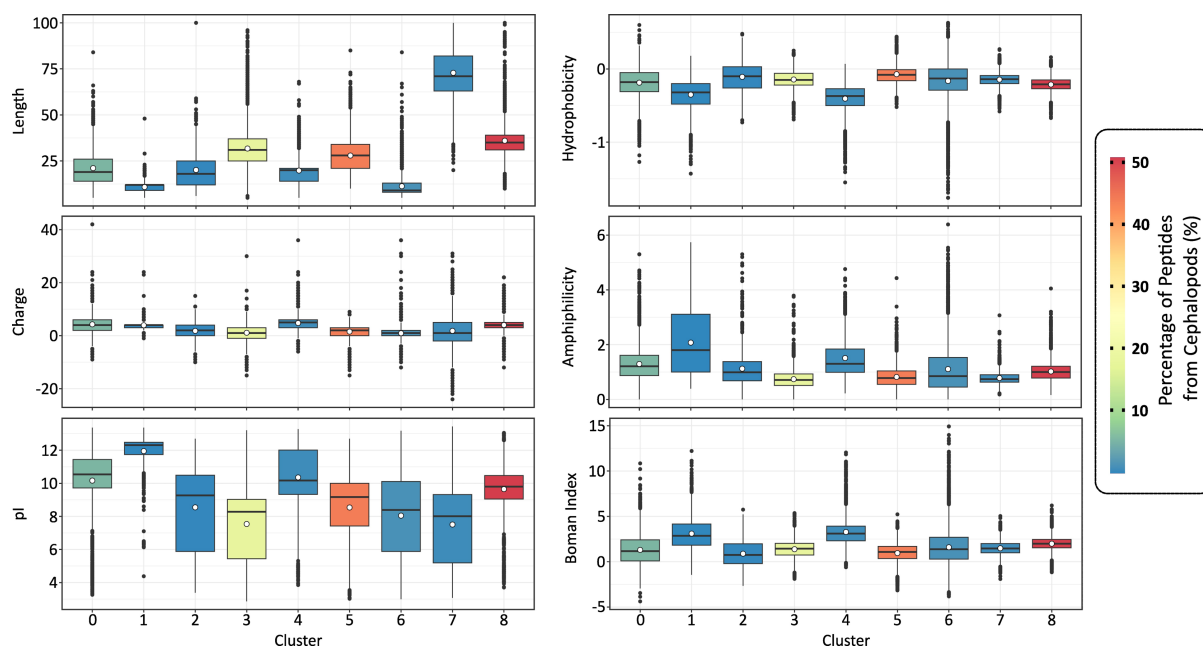 Length
100
75
50
25
Hydrophobicity
0
-1
Charge
40
20
0
-20
Amphiphilicity
6
4
2
0
pI
12
10
8
6
4
0 1 2 3 4 5 6 7 8
Cluster
Boman Index
15
10
5
0
-5
0 1 2 3 4 5 6 7 8
Cluster
50
40
30
20
10
Percentage of Peptides
from Cephalopods (%)